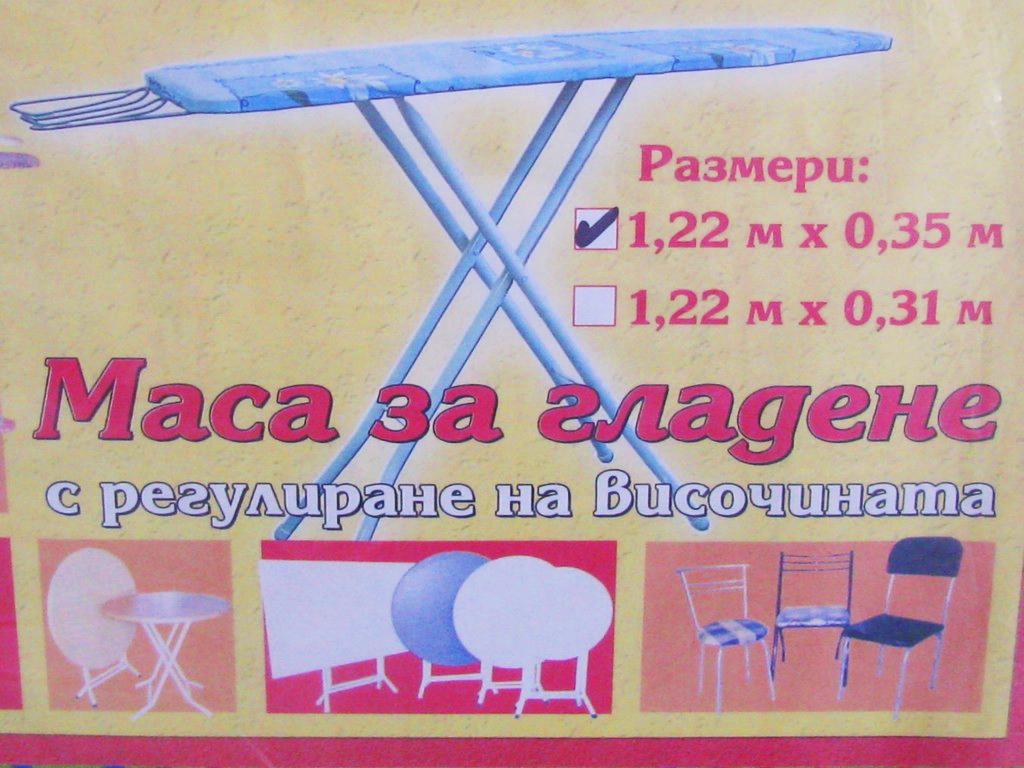 Размери:
1,22 м x 0,35 м
1,22 м x 0,31 м
Маса за гладене
с регулиране на височината